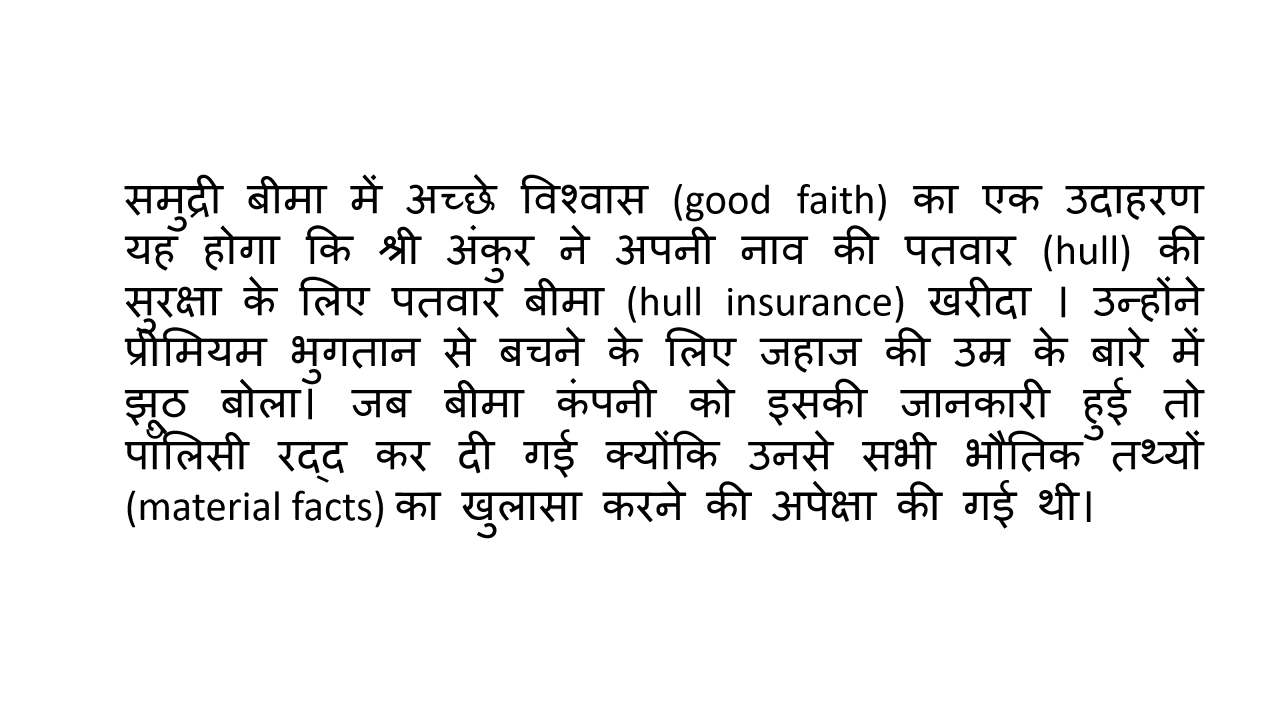 समुद्री बीमा में अच्छे विश्वास (good faith) का एक उदाहरण
यह होगा कि श्री अंकुर ने अपनी नाव की पतवार (hull) की
सुरक्षा के लिए पतवार बीमा (hull insurance) खरीदा । उन्होंने
प्रीमियम भुगतान से बचने के लिए जहाज की उम्र के बारे में
झूठ बोला। जब बीमा कंपनी को इसकी जानकारी हुई तो
पॉलिसी रद्द कर दी गई क्योंकि उनसे सभी भौतिक तथ्यों
(material facts) का खुलासा करने की अपेक्षा की गई थी।